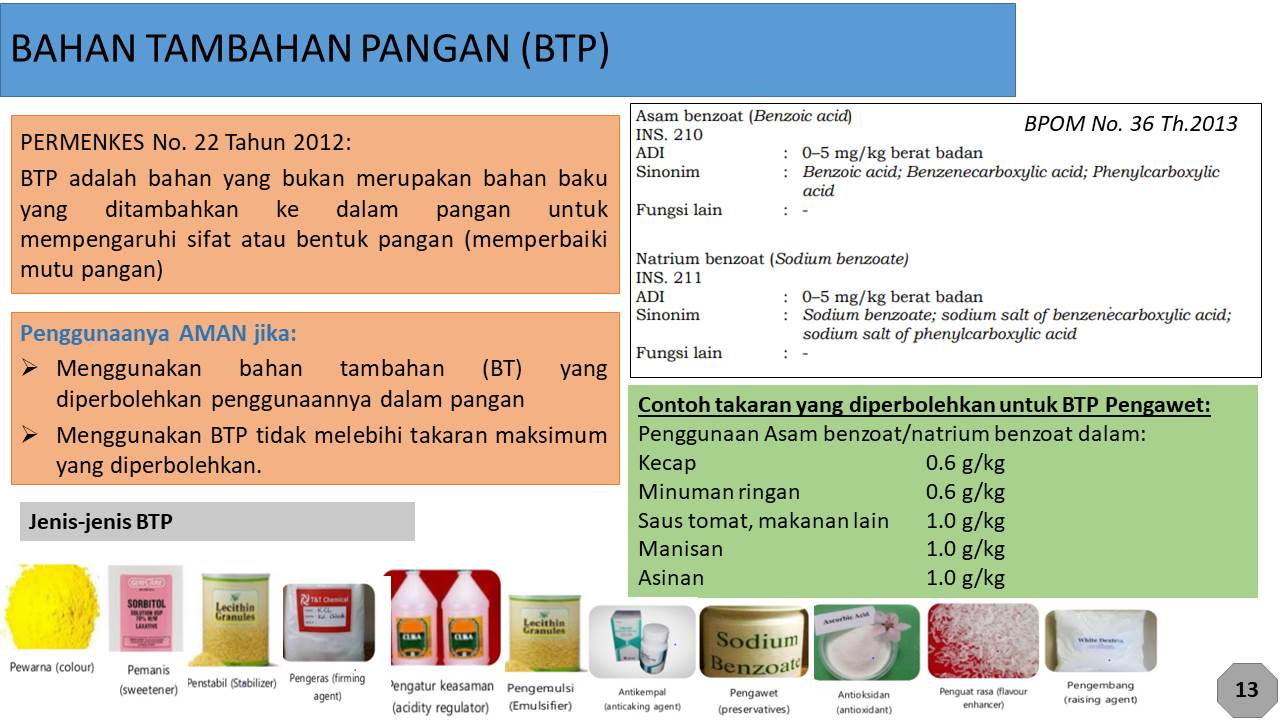 BAHAN TAMBAHAN PANGAN (BTP)
PERMENKES No. 22 Tahun 2012:
BTP adalah bahan yang bukan merupakan bahan baku
yang ditambahkan ke dalam pangan untuk
mempengaruhi sifat atau bentuk pangan (memperbaiki
mutu pangan)
Penggunaanya AMAN jika:
➢ Menggunakan bahan tambahan (BT) yang
diperbolehkan penggunaannya dalam pangan
➢ Menggunakan BTP tidak melebihi takaran maksimum
yang diperbolehkan.
BPOM No. 36 Th.2013
Asam benzoat (Benzoic acid)
INS. 210
ADI : 0–5 mg/kg berat badan
Sinonim : Benzoic acid; Benzenecarboxylic acid; Phenylcarboxylic
acid
Fungsi lain : -
Natrium benzoat (Sodium benzoate)
INS. 211
ADI : 0–5 mg/kg berat badan
Sinonim : Sodium benzoate; sodium salt of benzenecarboxylic acid;
sodium salt of phenylcarboxylic acid
Fungsi lain : -
Contoh takaran yang diperbolehkan untuk BTP Pengawet:
Penggunaan Asam benzoat/natrium benzoat dalam:
Kecap 0.6 g/kg
Minuman ringan 0.6 g/kg
Saus tomat, makanan lain 1.0 g/kg
Manisan 1.0 g/kg
Asinan 1.0 g/kg
Jenis-jenis BTP
SORBITOL
SOLUTION USP
70% W/W
LAXATIVE
Lecithin
Granules
T&T Chemical
KCL
CUKA
CUKA
Lecithin
Granules
Sodium
Benzoate
Ascorbic Acid
White Dextrin
Pewarna (colour)
Pemanis
(sweetener)
Penstabil (Stabilizer)
Pengeras (firming
agent)
Pengatur keasaman
(acidity regulator)
Pengemulsi
(Emulsifier)
Antikempal
(anticaking agent)
Pengawet
(preservatives)
Antioksidan
(antioxidant)
Penguat rasa (flavour
enhancer)
Pengembang
(raising agent)
13